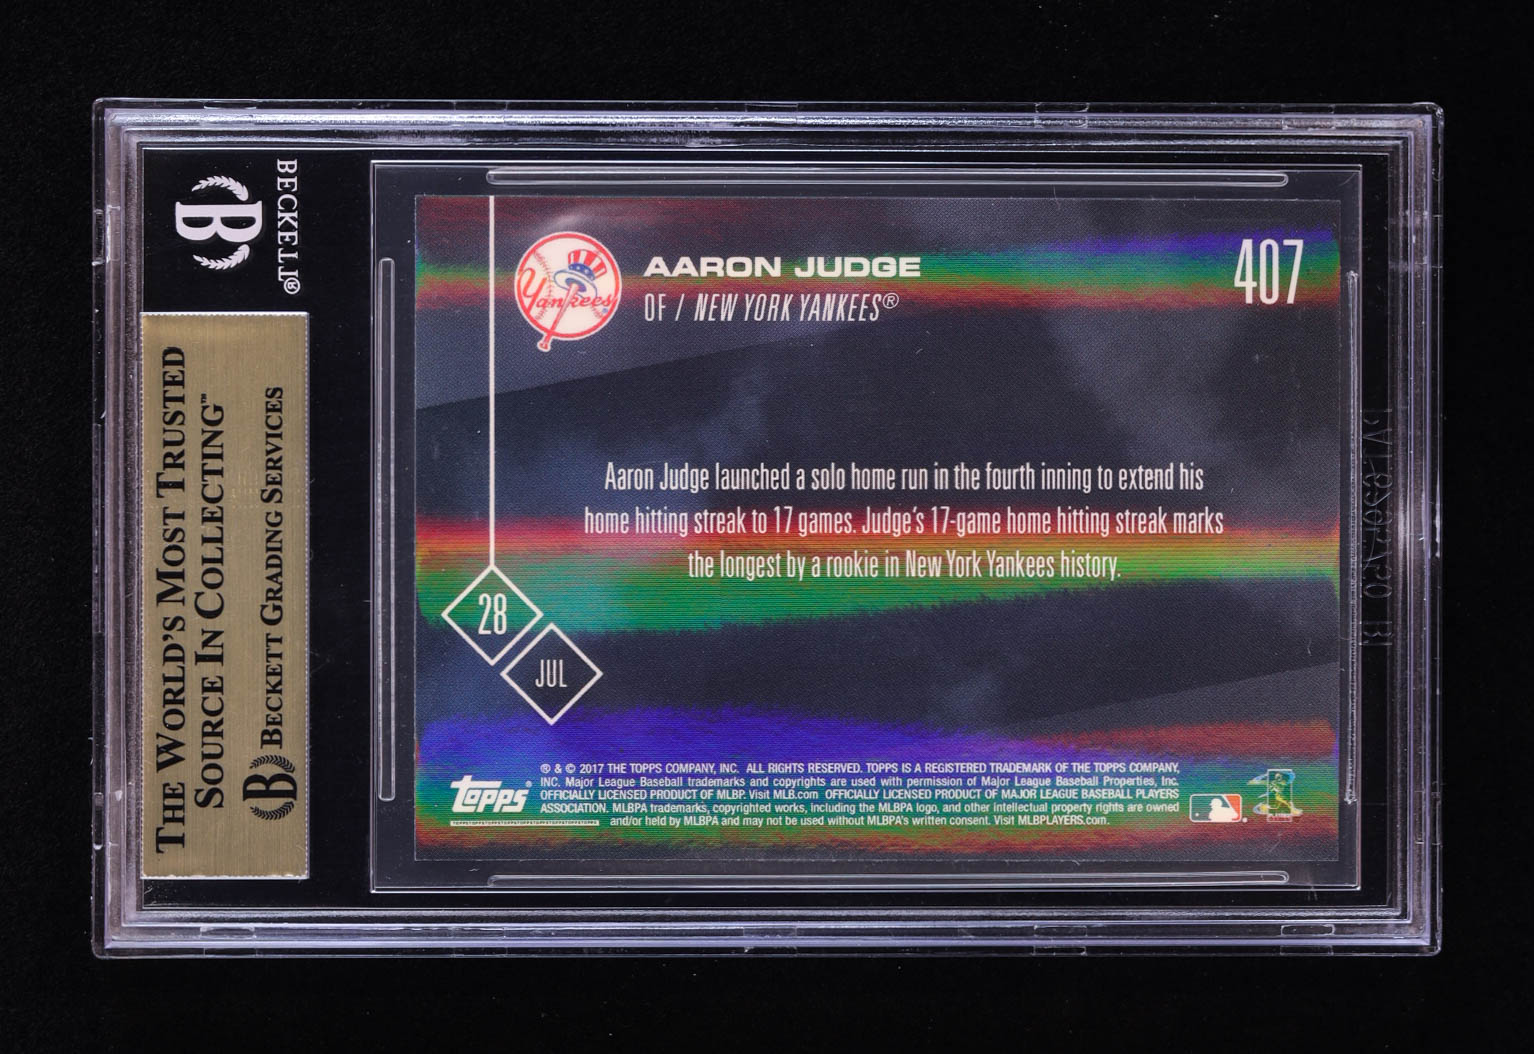 BECKETT®
B
THE WORLD'S MOST TRUSTED
SOURCE IN COLLECTING™
B BECKETT GRADING SERVICES
Yankees
AARON JUDGE
OF / NEW YORK YANKEES®
407
Aaron Judge launched a solo home run in the fourth inning to extend his
home hitting streak to 17 games. Judge's 17-game home hitting streak marks
the longest by a rookie in New York Yankees history.
28
JUL
topps®
® & © 2017 THE TOPPS COMPANY, INC. ALL RIGHTS RESERVED. TOPPS IS A REGISTERED TRADEMARK OF THE TOPPS COMPANY,
INC. Major League Baseball trademarks and copyrights are used with permission of Major League Baseball Properties, Inc.
OFFICIALLY LICENSED PRODUCT OF MLBP. Visit MLB.com OFFICIALLY LICENSED PRODUCT OF MAJOR LEAGUE BASEBALL PLAYERS
ASSOCIATION. MLBPA trademarks, copyrighted works, including the MLBPA logo, and other intellectual property rights are owned
and/or held by MLBPA and may not be used without MLBPA's written consent. Visit MLBPLAYERS.com.